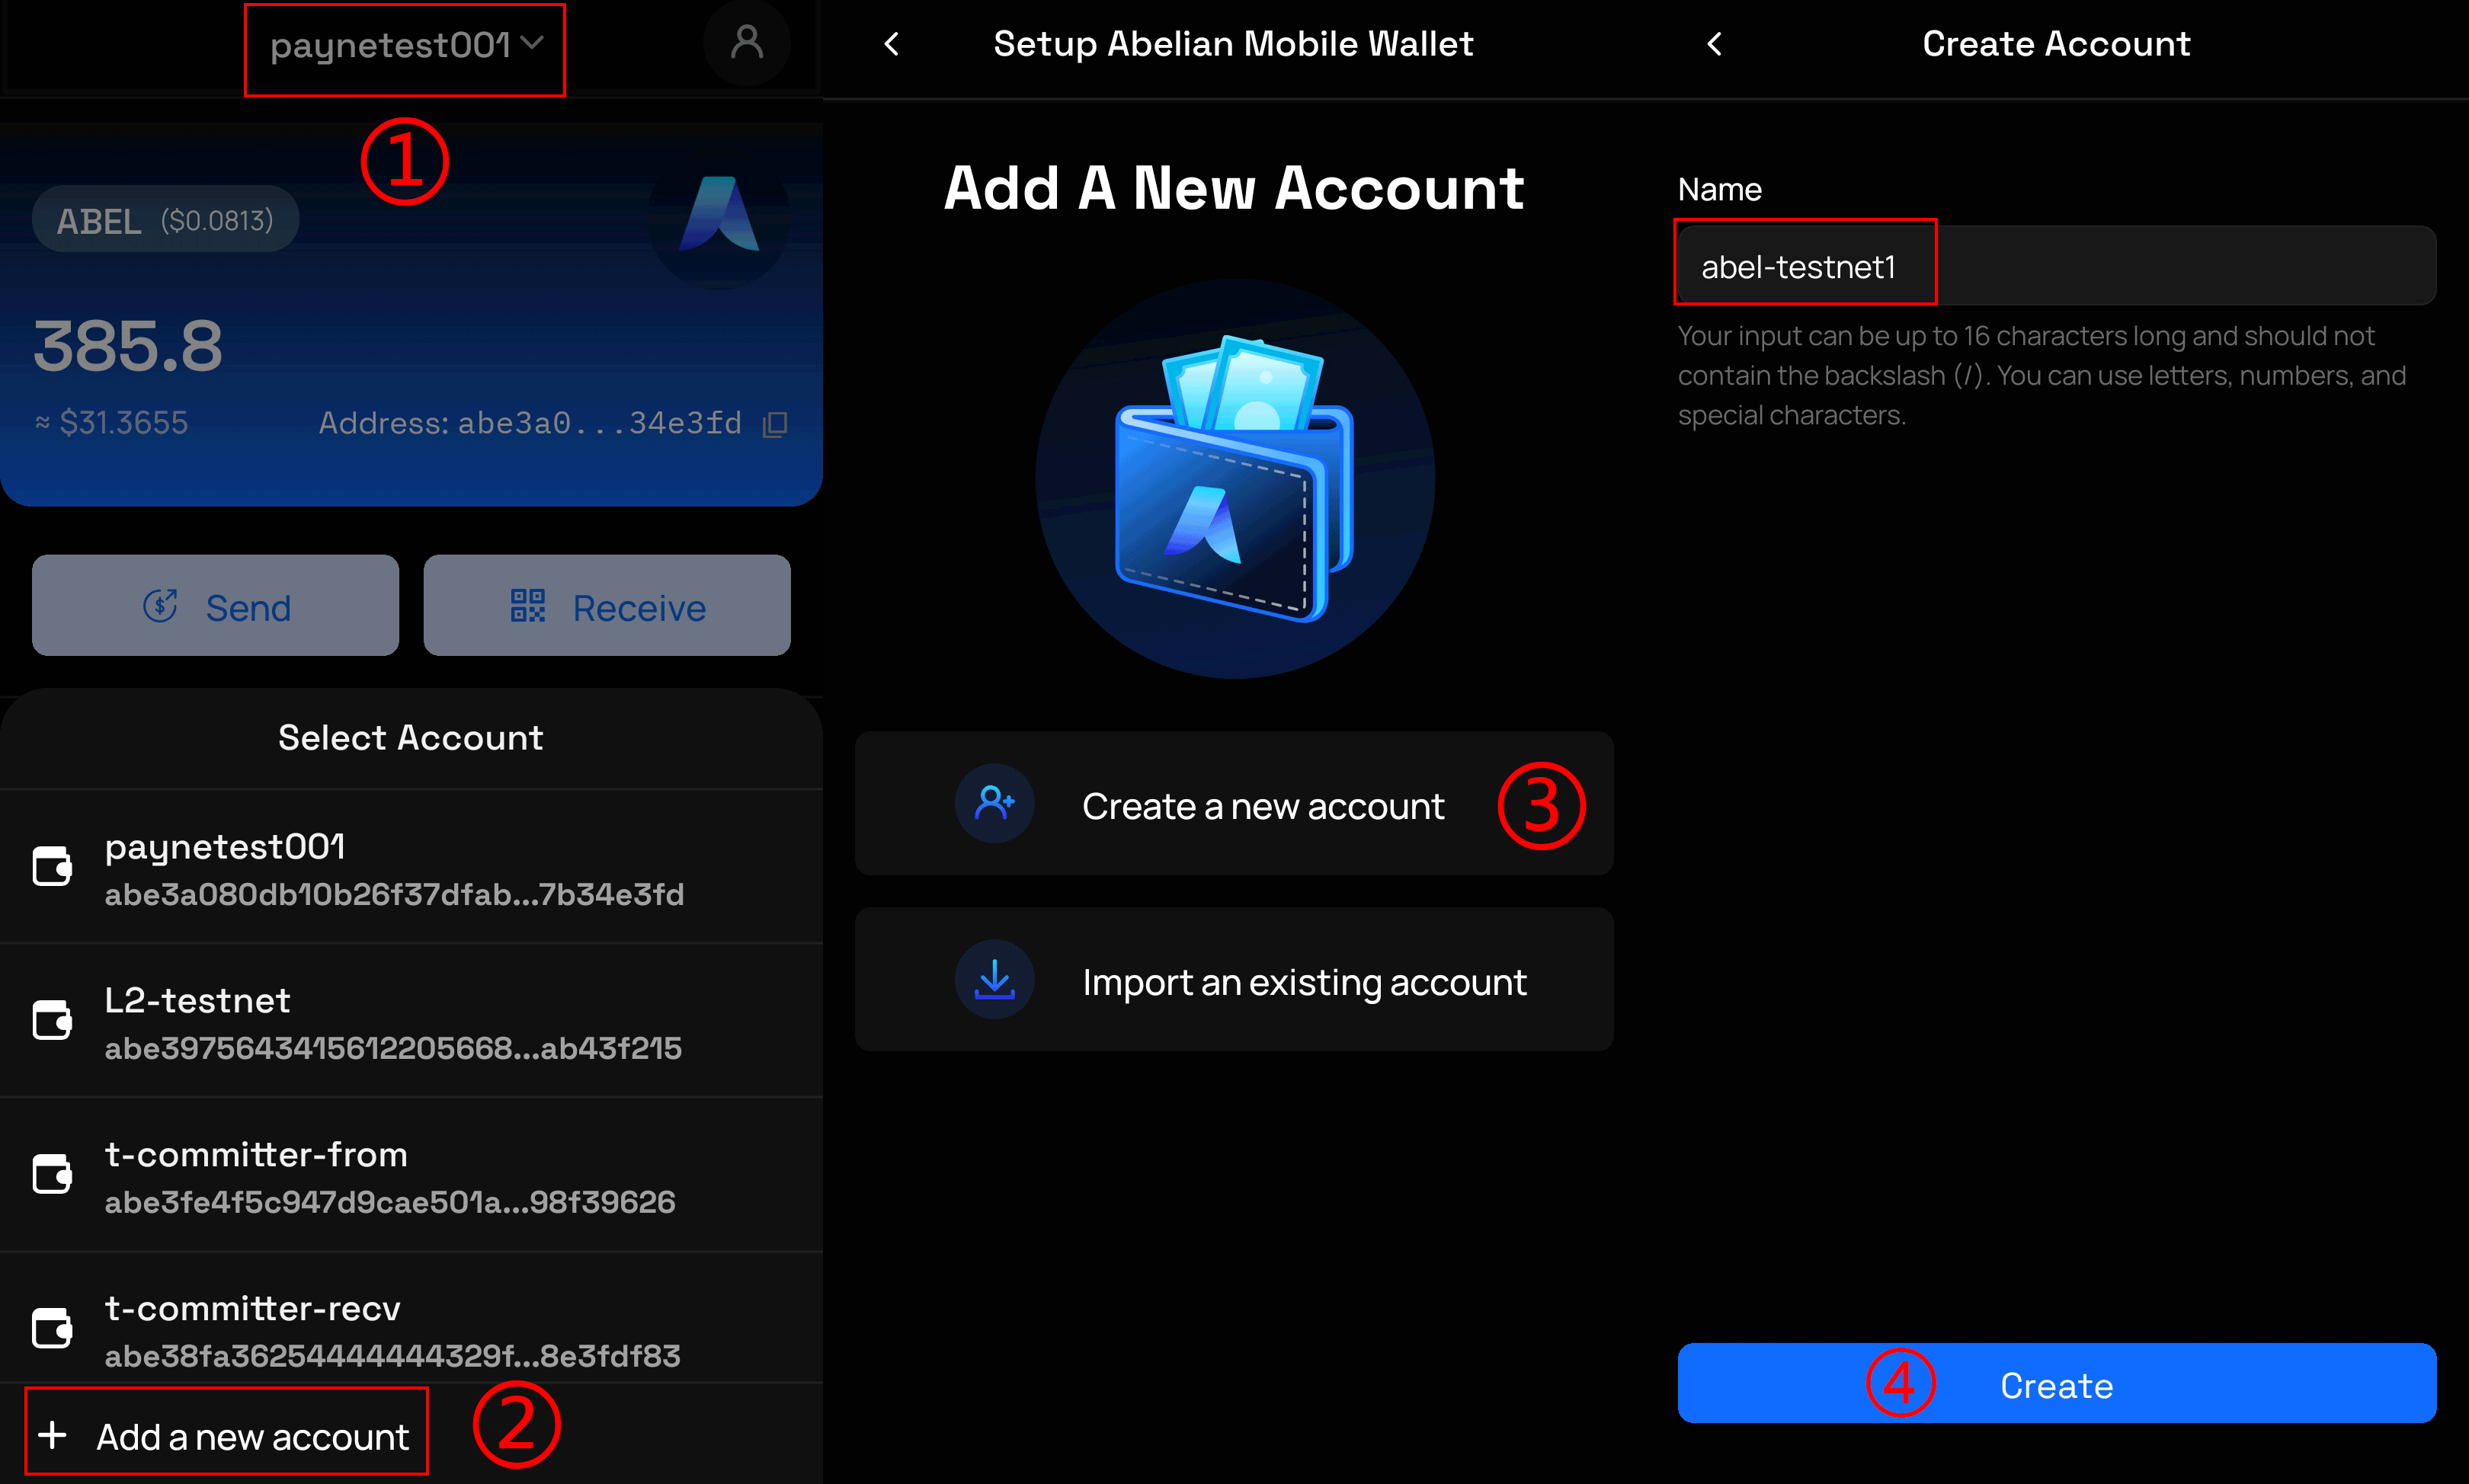 paynetest001
①
ABEL ($0.0813)
385.8
≈ $31.3655 Address: abe3a0...34e3fd
Send Receive
Select Account
paynetest001
abe3a080db10b26f37dfab...7b34e3fd
L2-testnet
abe3975643415612205668...ab43f215
t-committer-from
abe3fe4f5c947d9cae501a...98f39626
t-committer-recv
abe38fa36254444444329f...8e3fdf83
+ Add a new account ②
Setup Abelian Mobile Wallet
Add A New Account
Create a new account ③
Import an existing account
Create Account
Name
abel-testnet1
Your input can be up to 16 characters long and should not
contain the backslash (/). You can use letters, numbers, and
special characters.
④ Create